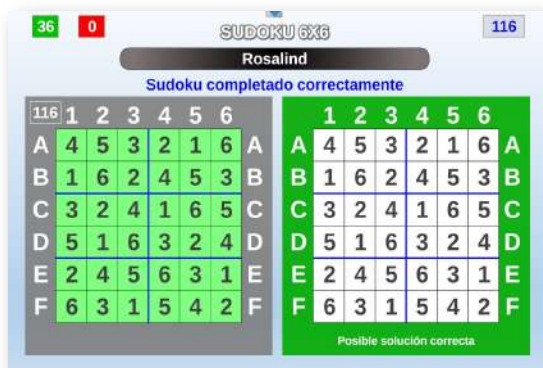 36 0 SUDOKU 6X6 116
Rosalind
Sudoku completado correctamente
116 1 2 3 4 5 6
A 4 5 3 2 1 6 A
B 1 6 2 4 5 3 B
C 3 2 4 1 6 5 C
D 5 1 6 3 2 4 D
E 2 4 5 6 3 1 E
F 6 3 1 5 4 2 F
1 2 3 4 5 6
A 4 5 3 2 1 6 A
B 1 6 2 4 5 3 B
C 3 2 4 1 6 5 C
D 5 1 6 3 2 4 D
E 2 4 5 6 3 1 E
F 6 3 1 5 4 2 F
Posible solución correcta